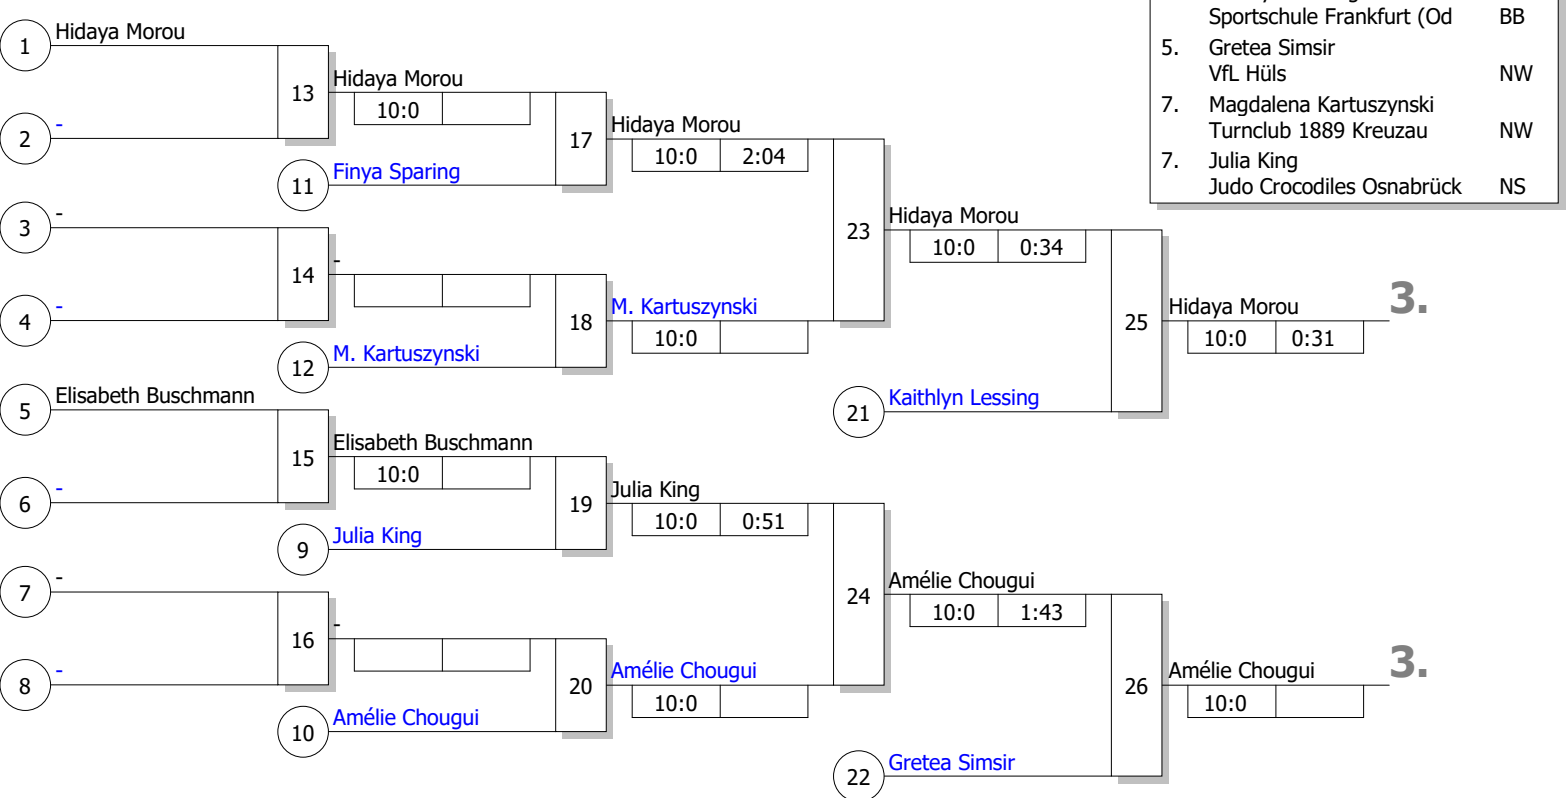 Sportschule Frankfurt (Od BB
5. Gretea Simsir
VfL Hüls NW
7. Magdalena Kartuszynski
Turnclub 1889 Kreuzau NW
7. Julia King
Judo Crocodiles Osnabrück NS
1 Hidaya Morou
13 Hidaya Morou
10:0
2 -
17 Hidaya Morou
10:0 2:04
11 Finya Sparing
3 -
23 Hidaya Morou
10:0 0:34
14 -
4 -
18 M. Kartuszynski
10:0
12 M. Kartuszynski
25 Hidaya Morou 3.
10:0 0:31
5 Elisabeth Buschmann
21 Kaithlyn Lessing
15 Elisabeth Buschmann
10:0
6 -
19 Julia King
10:0 0:51
9 Julia King
7 -
24 Amélie Chougui
10:0 1:43
16 -
8 -
20 Amélie Chougui
10:0
10 Amélie Chougui
26 Amélie Chougui 3.
10:0
22 Gretea Simsir